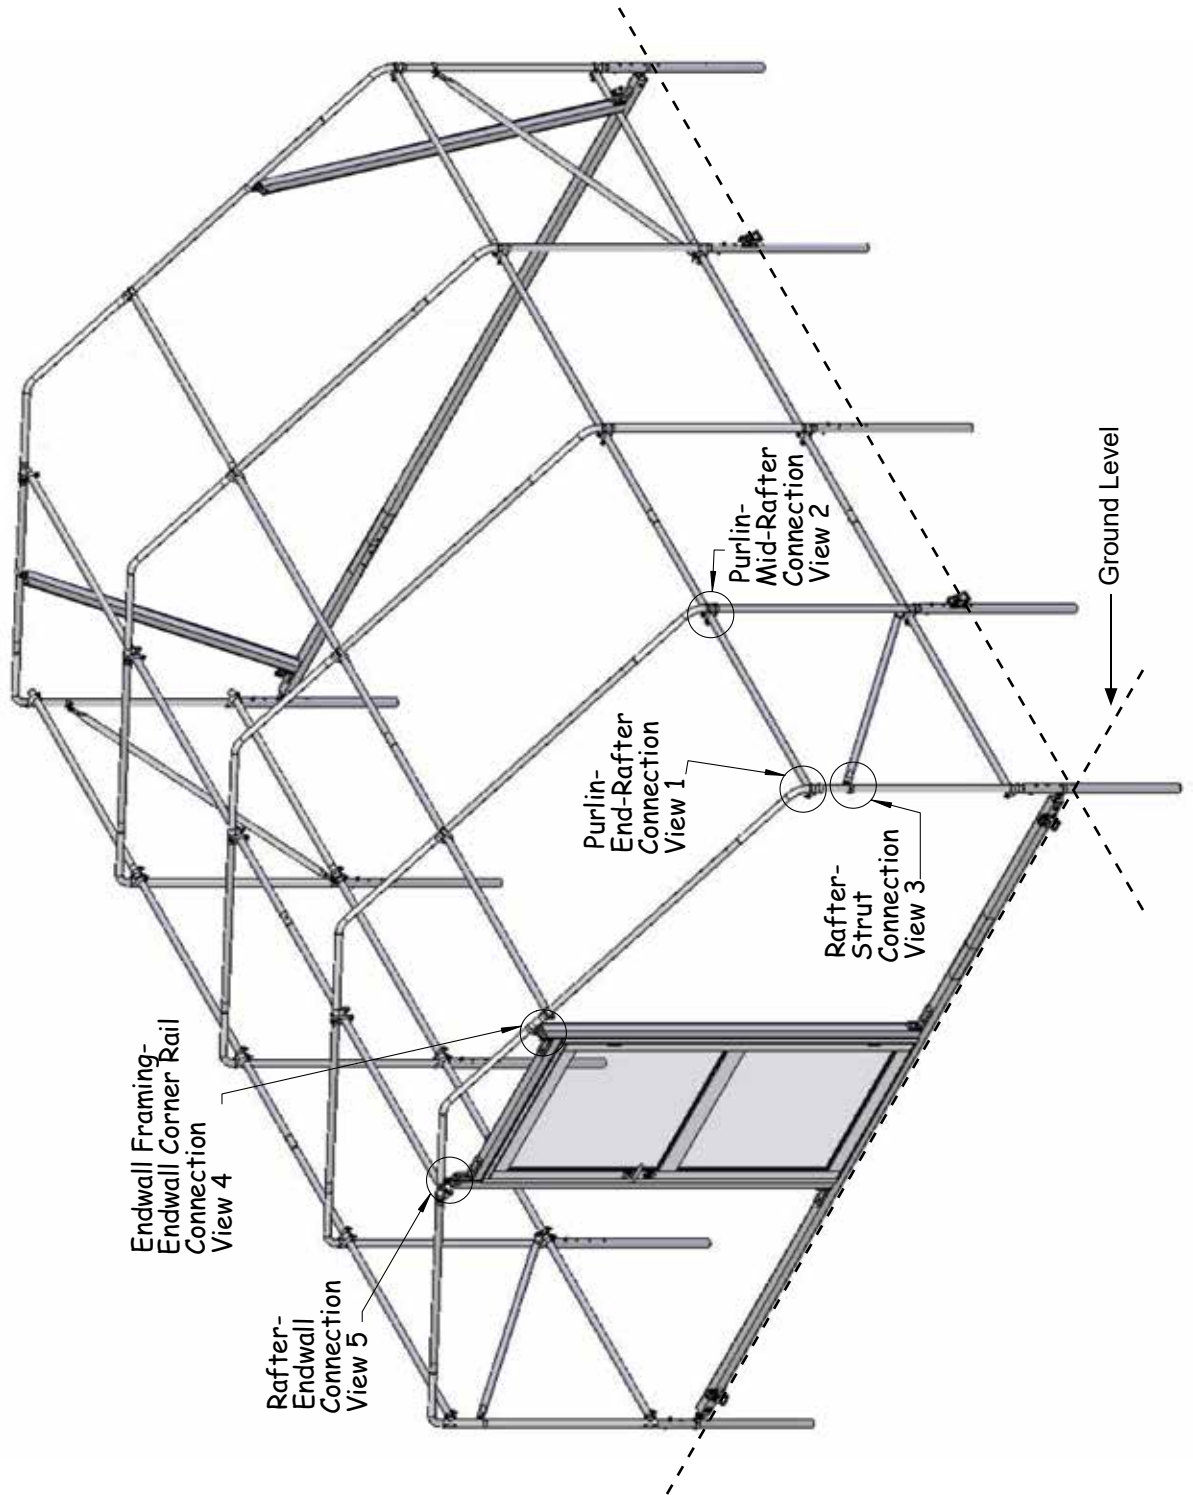 Endwall Framing-
Endwall Corner Rail
Connection
View 4
Rafter-
Endwall
Connection
View 5
Purlin-
End-Rafter
Connection
View 1
Purlin-
Mid-Rafter
Connection
View 2
Rafter-
Strut
Connection
View 3
Ground Level